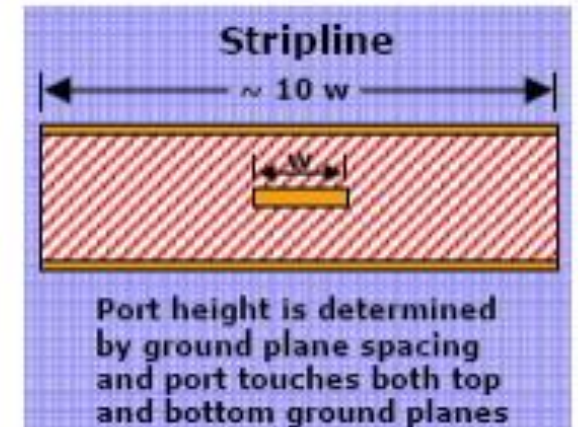 Stripline
~ 10 w
w
Port height is determined
by ground plane spacing
and port touches both top
and bottom ground planes